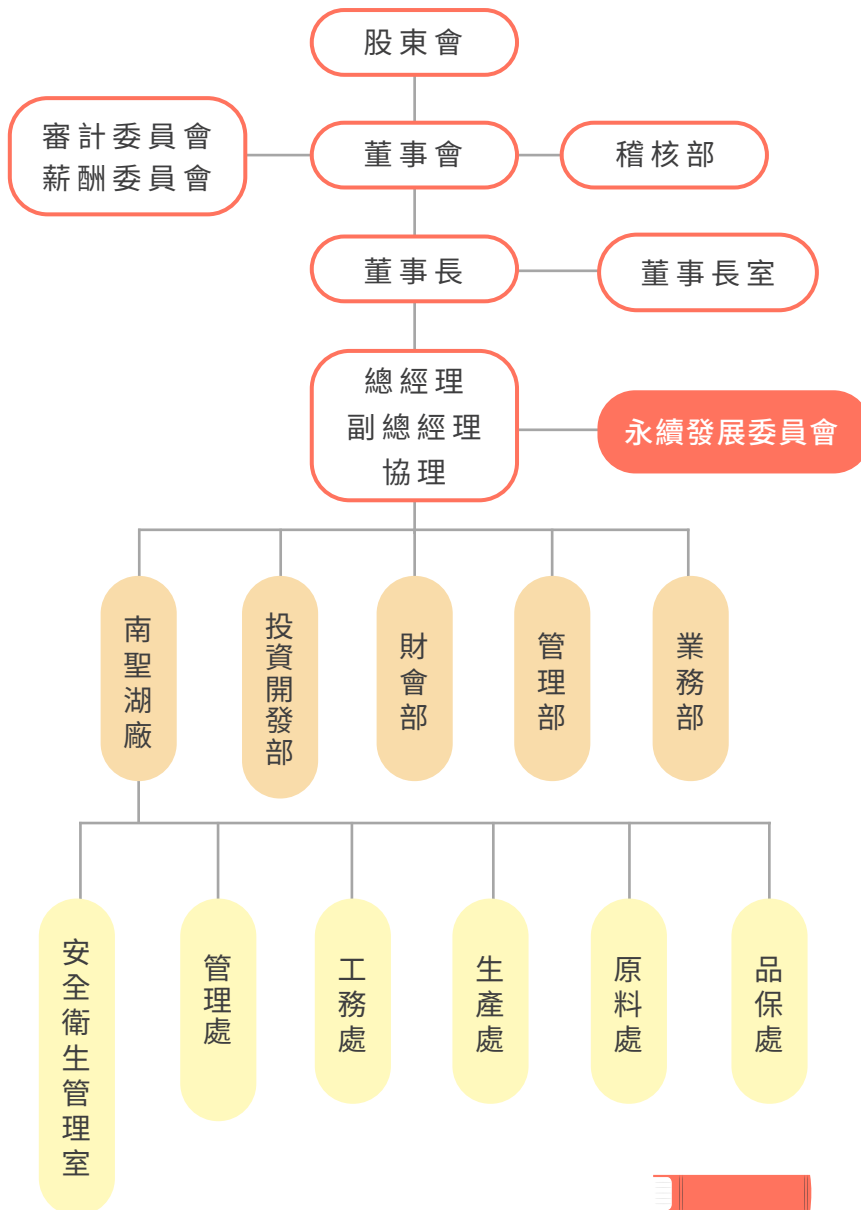 股東會
審計委員會
薪酬委員會
董事會
稽核部
董事長
董事長室
總經理
副總經理
協理
永續發展委員會
南聖湖廠
投資開發部
財會部
管理部
業務部
安全衛生管理室
管理處
工務處
生產處
原料處
品保處